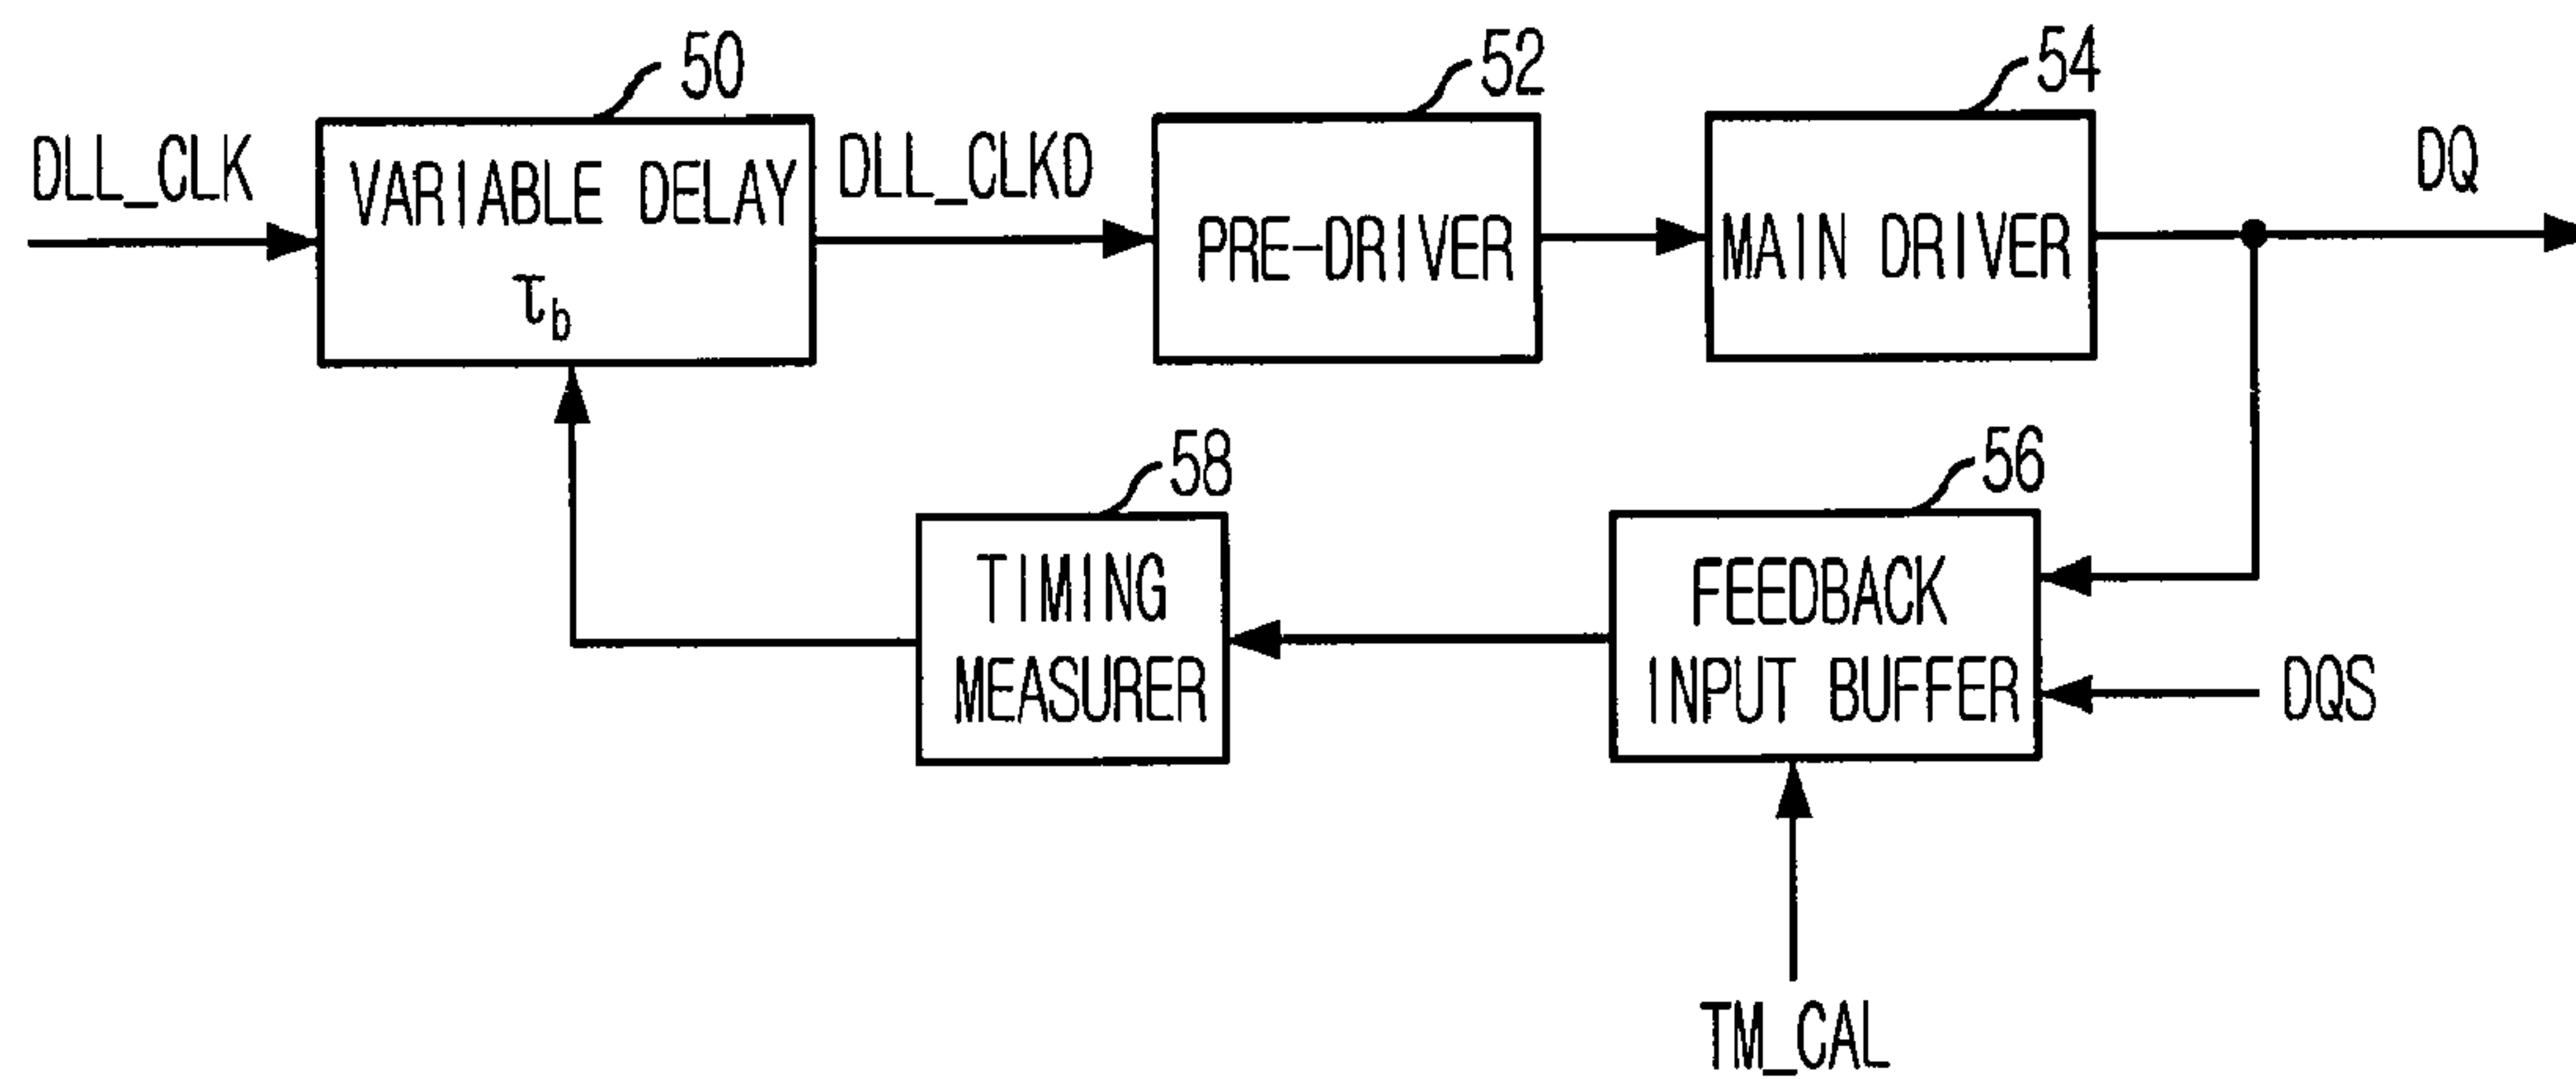 50
52
54
DLL_CLK
VARIABLE DELAY
τb
DLL_CLKD
PRE-DRIVER
MAIN DRIVER
DQ
58
56
TIMING
MEASURER
FEEDBACK
INPUT BUFFER
DQS
TM_CAL